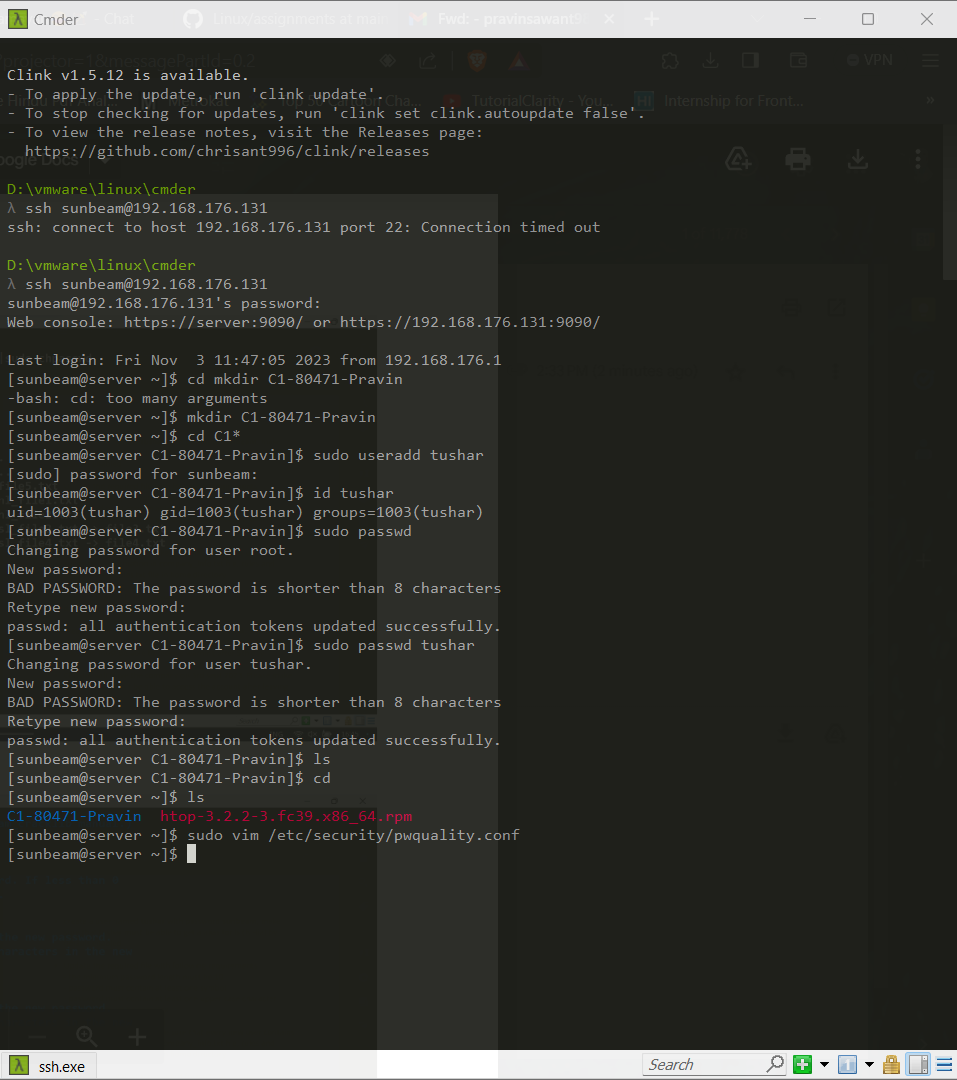 Cmder
Chat
Linux/assignments at main
Fwd: - pravinsawant
VPN
Clink v1.5.12 is available.
- To apply the update, run 'clink update'.
- To stop checking for updates, run 'clink set clink.autoupdate false'.
TutorialClarity - You...
Internship for Front...
- To view the release notes, visit the Releases page:
https://github.com/chrisant996/clink/releases
D:\vmware\linux\cmder
λ ssh sunbeam@192.168.176.131
ssh: connect to host 192.168.176.131 port 22: Connection timed out
D:\vmware\linux\cmder
λ ssh sunbeam@192.168.176.131
sunbeam@192.168.176.131's password:
Web console: https://server:9090/ or https://192.168.176.131:9090/
Last login: Fri Nov  3 11:47:05 2023 from 192.168.176.1
[sunbeam@server ~]$ cd mkdir C1-80471-Pravin
-bash: cd: too many arguments
[sunbeam@server ~]$ mkdir C1-80471-Pravin
[sunbeam@server ~]$ cd C1*
[sunbeam@server C1-80471-Pravin]$ sudo useradd tushar
[sudo] password for sunbeam:
[sunbeam@server C1-80471-Pravin]$ id tushar
uid=1003(tushar) gid=1003(tushar) groups=1003(tushar)
[sunbeam@server C1-80471-Pravin]$ sudo passwd
Changing password for user root.
New password:
BAD PASSWORD: The password is shorter than 8 characters
Retype new password:
passwd: all authentication tokens updated successfully.
[sunbeam@server C1-80471-Pravin]$ sudo passwd tushar
Changing password for user tushar.
New password:
BAD PASSWORD: The password is shorter than 8 characters
Retype new password:
passwd: all authentication tokens updated successfully.
[sunbeam@server C1-80471-Pravin]$ ls
[sunbeam@server C1-80471-Pravin]$ cd
[sunbeam@server ~]$ ls
C1-80471-Pravin  htop-3.2.2-3.fc39.x86_64.rpm
[sunbeam@server ~]$ sudo vim /etc/security/pwquality.conf
[sunbeam@server ~]$
ssh.exe
Search